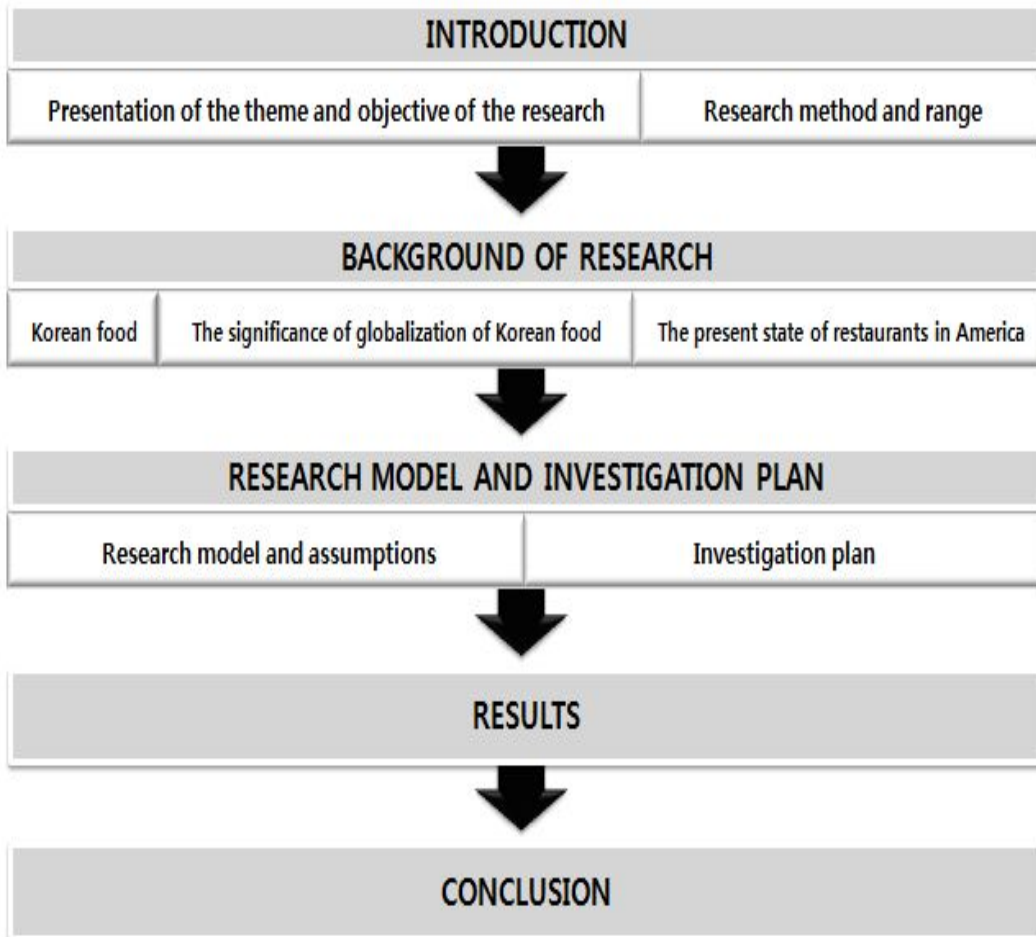 INTRODUCTION
Presentation of the theme and objective of the research
Research method and range
BACKGROUND OF RESEARCH
Korean food
The significance of globalization of Korean food
The present state of restaurants in America
RESEARCH MODEL AND INVESTIGATION PLAN
Research model and assumptions
Investigation plan
RESULTS
CONCLUSION